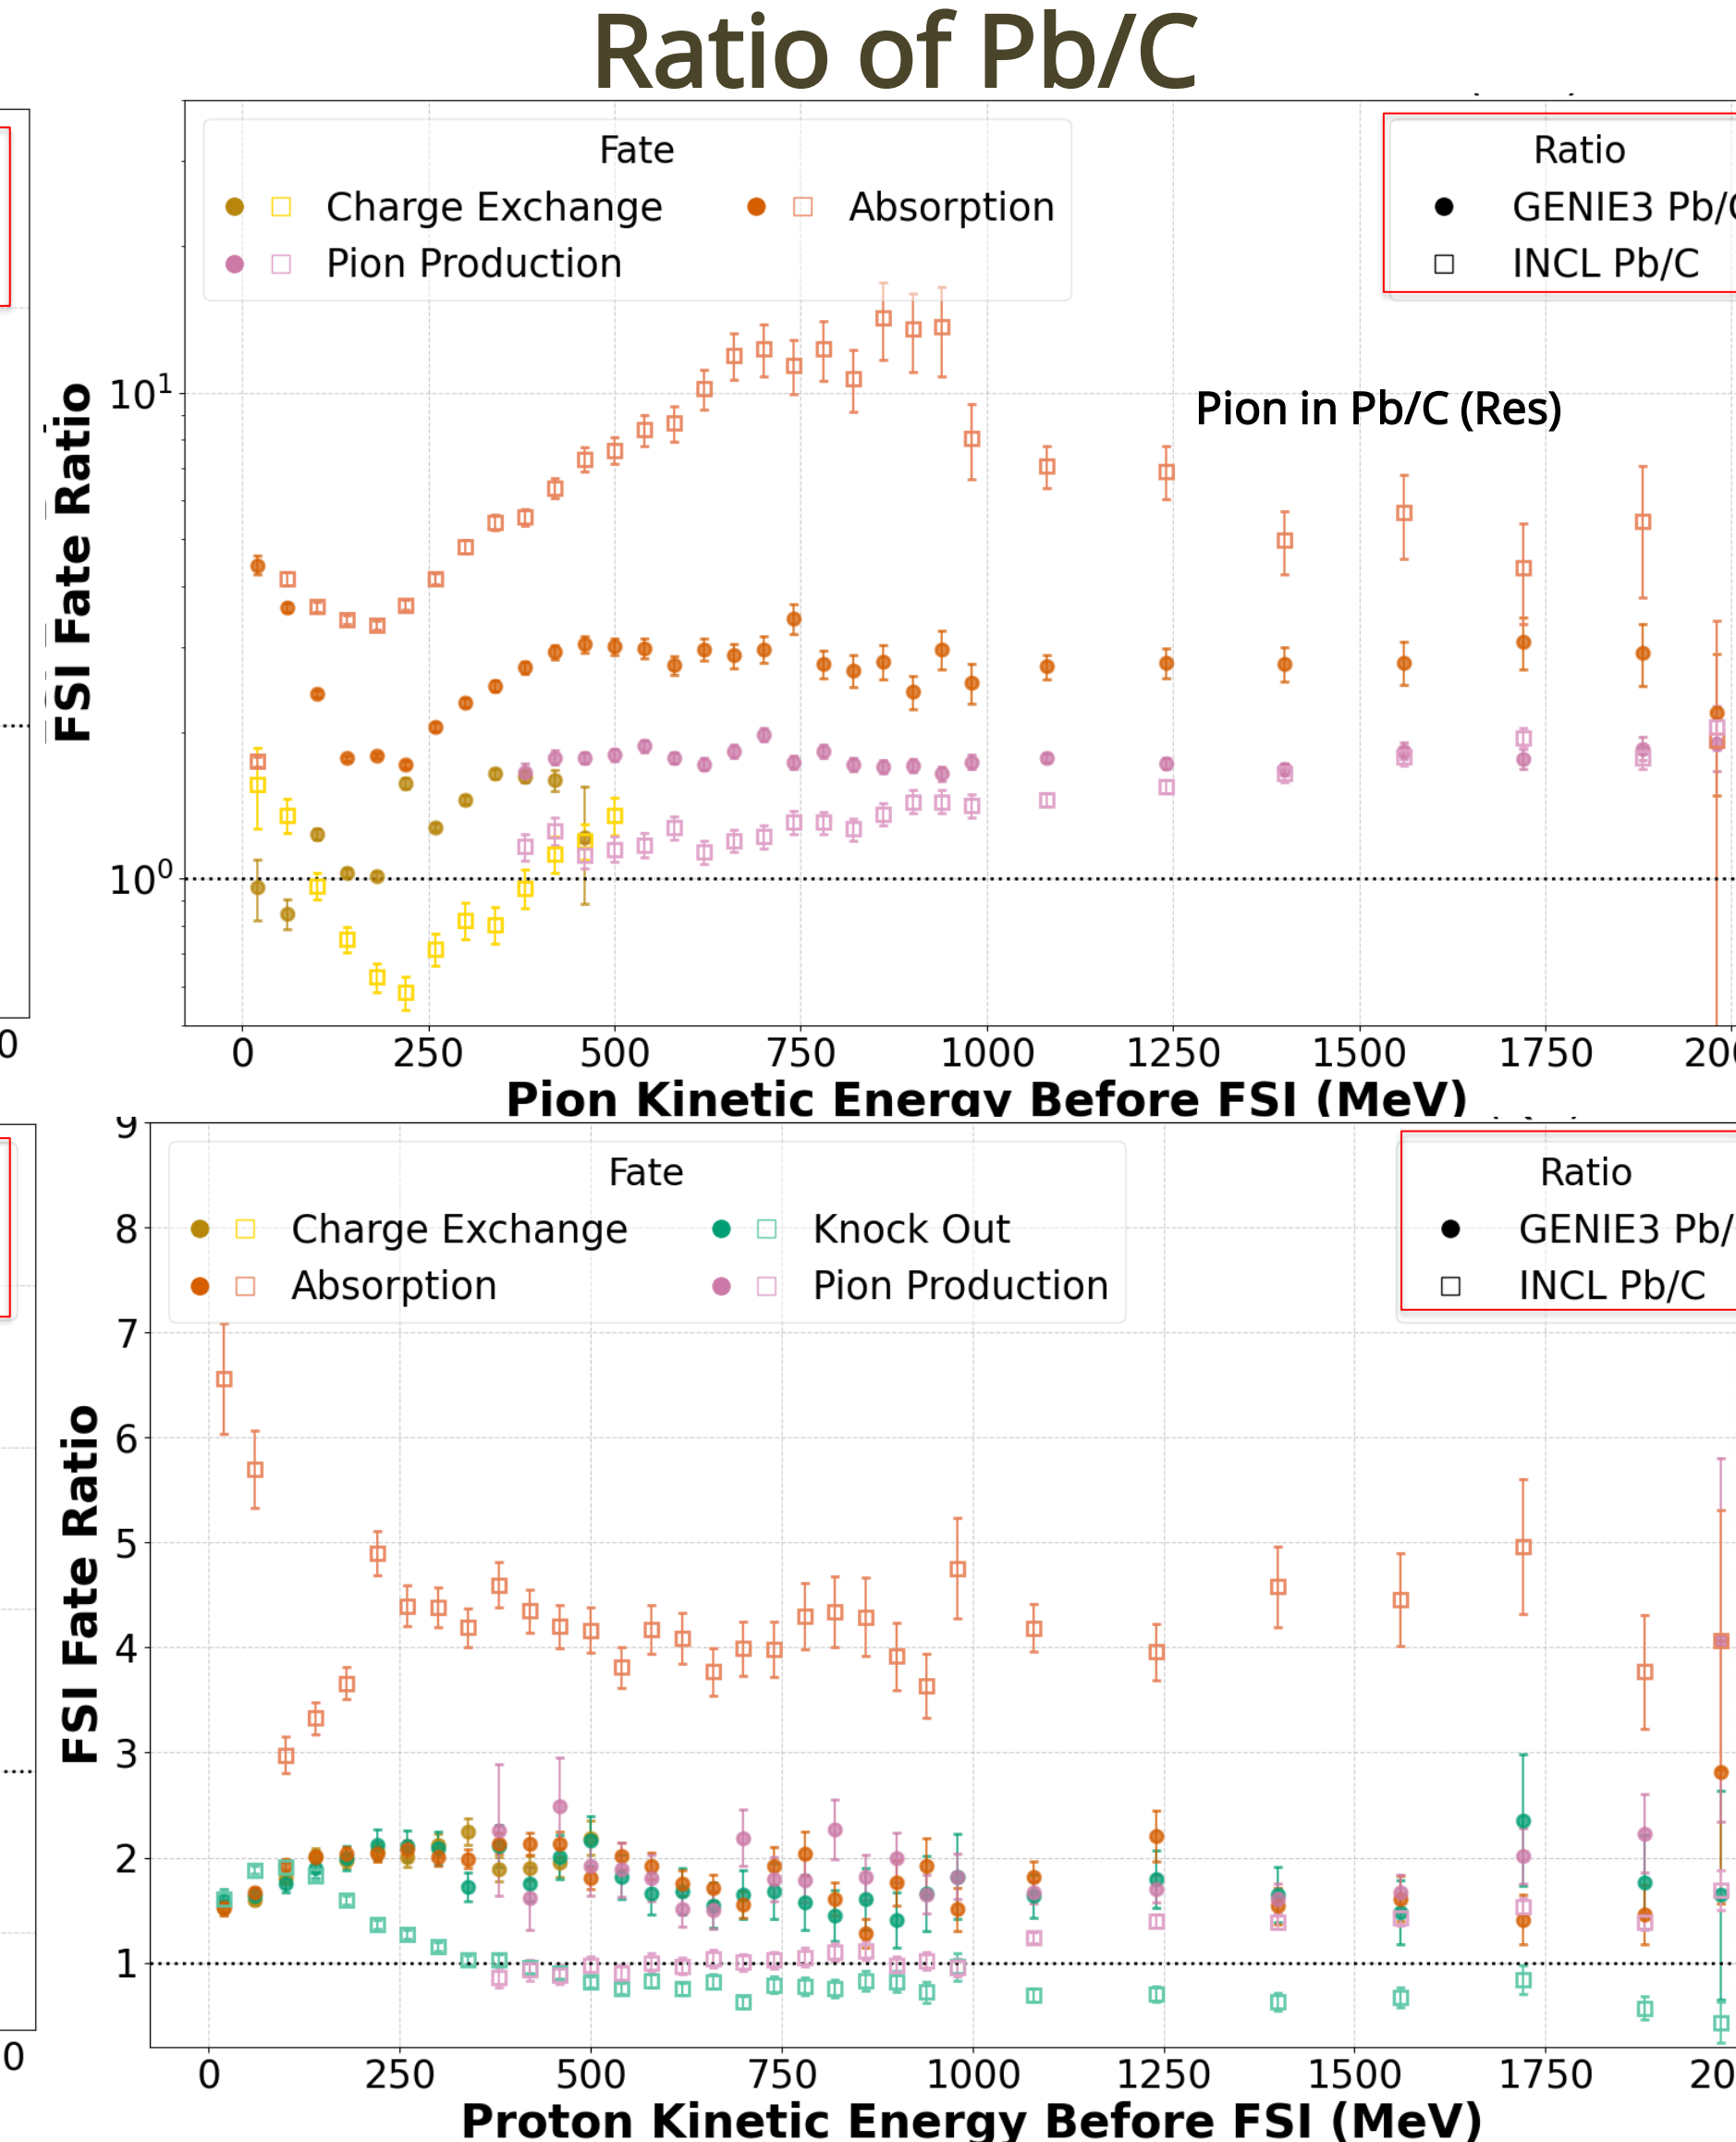 Ratio of Pb/C
Fate
Charge Exchange
Absorption
Pion Production
Ratio
GENIE3 Pb/C
INCL Pb/C
Pion in Pb/C (Res)
FSI Fate Ratio
10¹
10⁰
0
0 250 500 750 1000 1250 1500 1750 200
Pion Kinetic Energy Before FSI (MeV)
Fate
Charge Exchange
Knock Out
Absorption
Pion Production
Ratio
GENIE3 Pb/
INCL Pb/C
FSI Fate Ratio
9
8
7
6
5
4
3
2
1
0
0 250 500 750 1000 1250 1500 1750 20
Proton Kinetic Energy Before FSI (MeV)